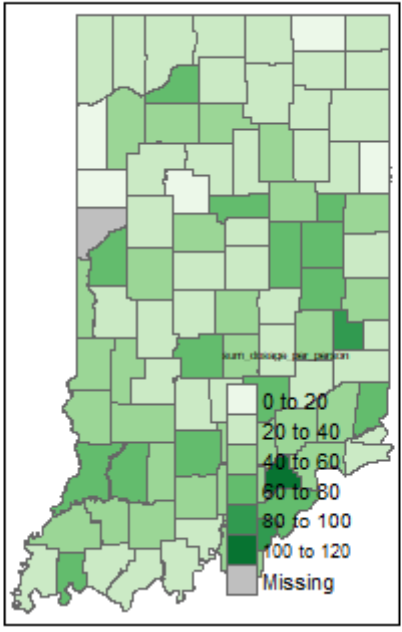 sum_dosage_per_person
0 to 20
20 to 40
40 to 60
60 to 80
80 to 100
100 to 120
Missing